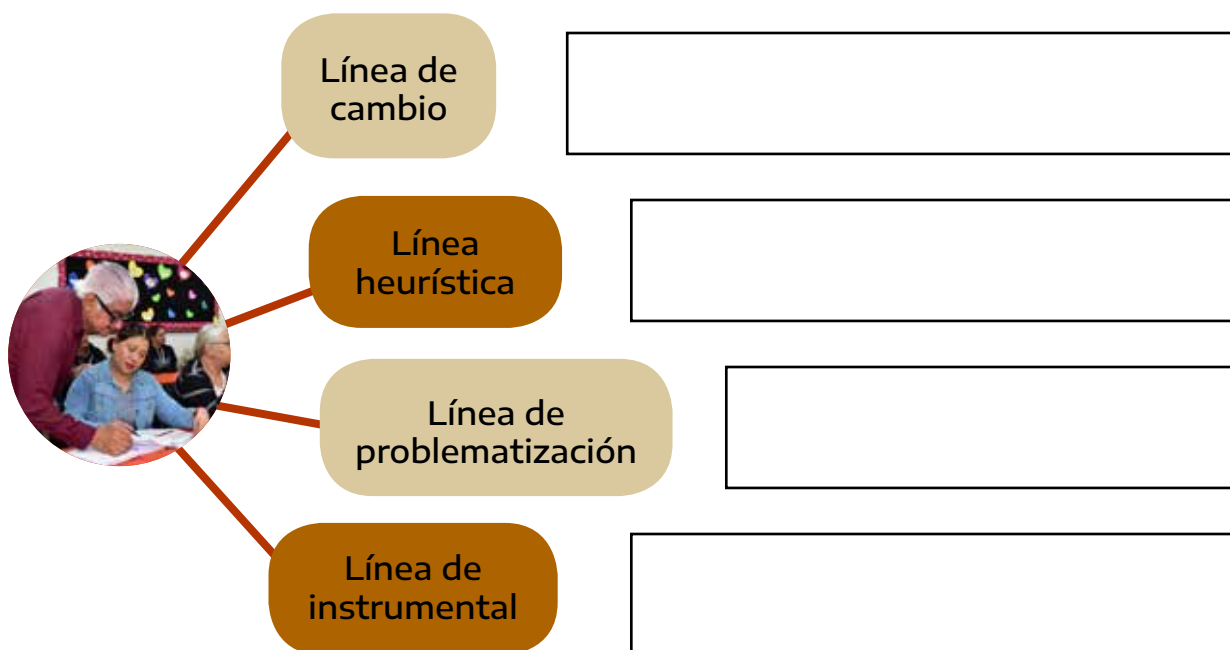 Línea de
cambio
Línea
heurística
Línea de
problematización
Línea de
instrumental